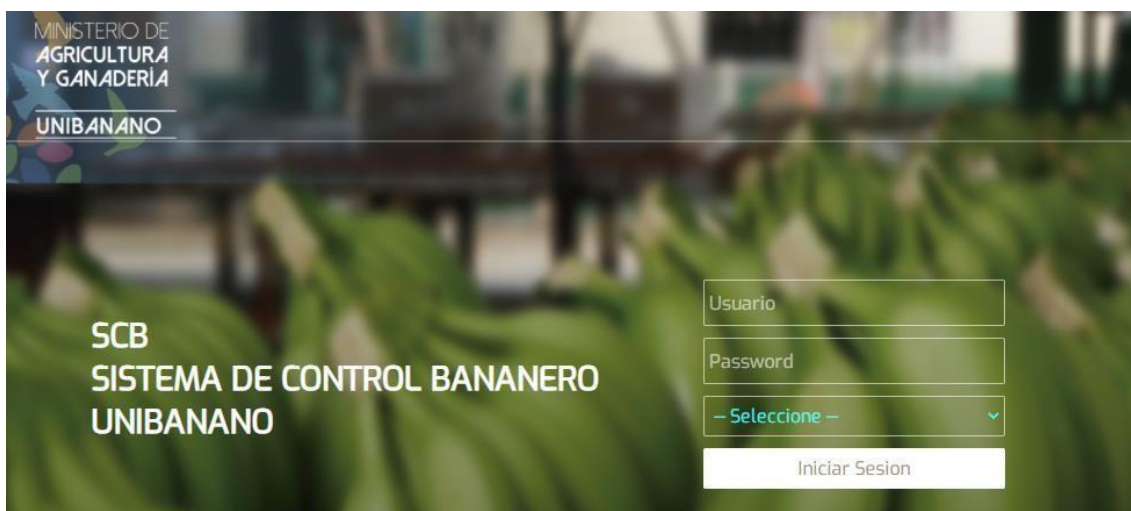 MINISTERIO DE
AGRICULTURA
Y GANADERÍA
UNIBANANO
SCB
SISTEMA DE CONTROL BANANERO
UNIBANANO
Usuario
Password
-- Seleccione --
Iniciar Sesion